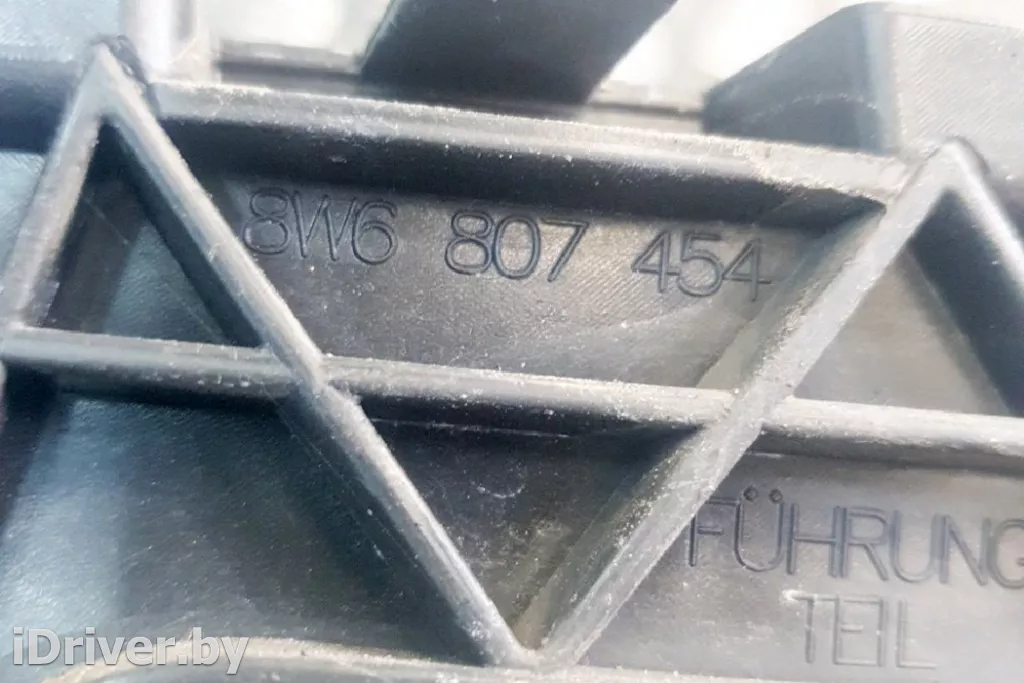 8W6 807 454
FÜHRUNG
TEIL
iDriver.by